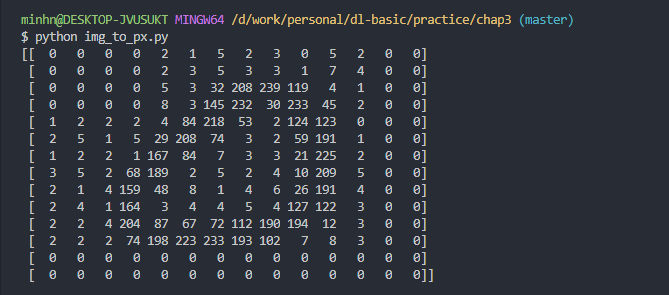 minhn@DESKTOP-JVUSUKT MINGW64 /d/work/personal/dl-basic/practice/chap3 (master)
$ python img_to_px.py
[[  0   0   0   0   2   1   5   2   3   0   5   2   0   0]
 [  0   0   0   0   2   3   5   3   3   1   7   4   0   0]
 [  0   0   0   0   5   3  32 208 239 119   4   1   0   0]
 [  0   0   0   0   8   3 145 232  30 233  45   2   0   0]
 [  1   2   2   2   4  84 218  53   2 124 123   0   0   0]
 [  2   5   1   5  29 208  74   3   2  59 191   1   0   0]
 [  1   2   2   1 167  84   7   3   3  21 225   2   0   0]
 [  3   5   2  68 189   2   5   2   4  10 209   5   0   0]
 [  2   1   4 159  48   8   1   4   6  26 191   4   0   0]
 [  2   4   1 164   3   4   4   5   4 127 122   3   0   0]
 [  2   2   4 204  87  67  72 112 190 194  12   3   0   0]
 [  2   2   2  74 198 223 233 193 102   7   8   3   0   0]
 [  0   0   0   0   0   0   0   0   0   0   0   0   0   0]
 [  0   0   0   0   0   0   0   0   0   0   0   0   0   0]]